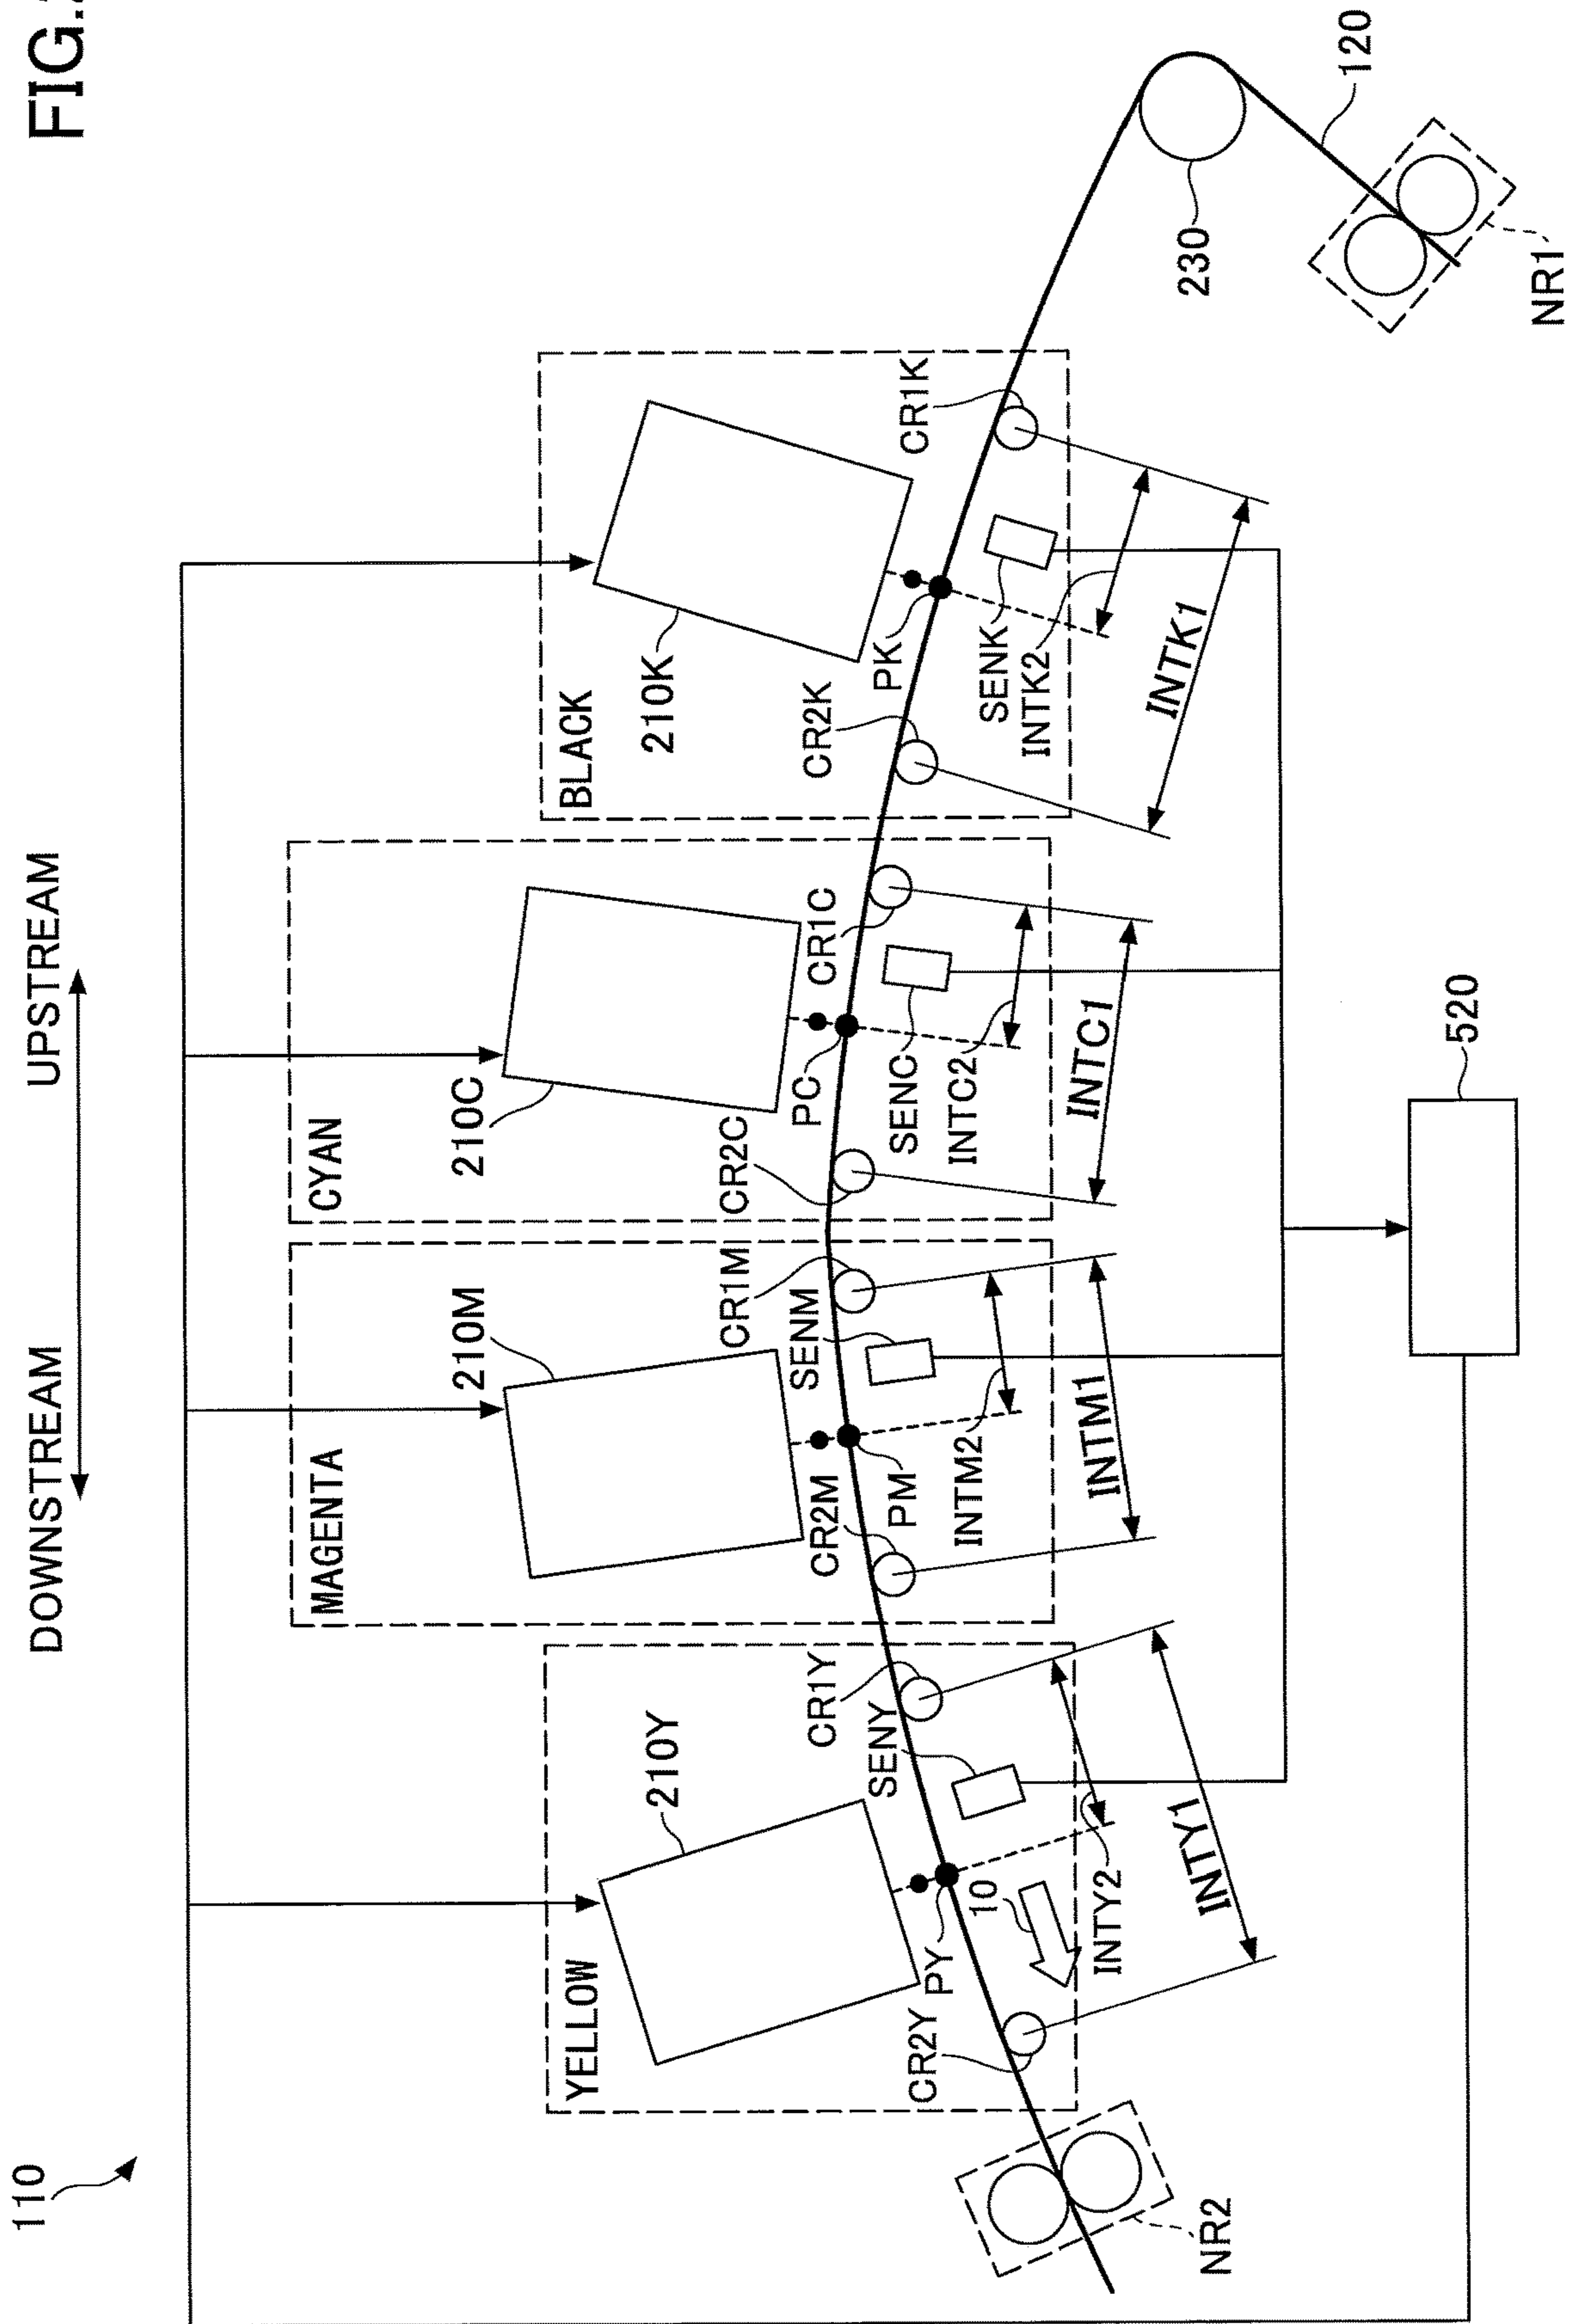 FIG.
110
DOWNSTREAM
UPSTREAM
YELLOW
210Y
MAGENTA
210M
CYAN
210C
BLACK
210K
CR2Y
PY
10
SENY
CR1Y
INTY2
INTY1
CR2M
PM
SENM
CR1M
INTM2
INTM1
CR2C
PC
SENC
CR1C
INTC2
INTC1
CR2K
PK
SENK
CR1K
INTK2
INTK1
230
120
NR1
NR2
520